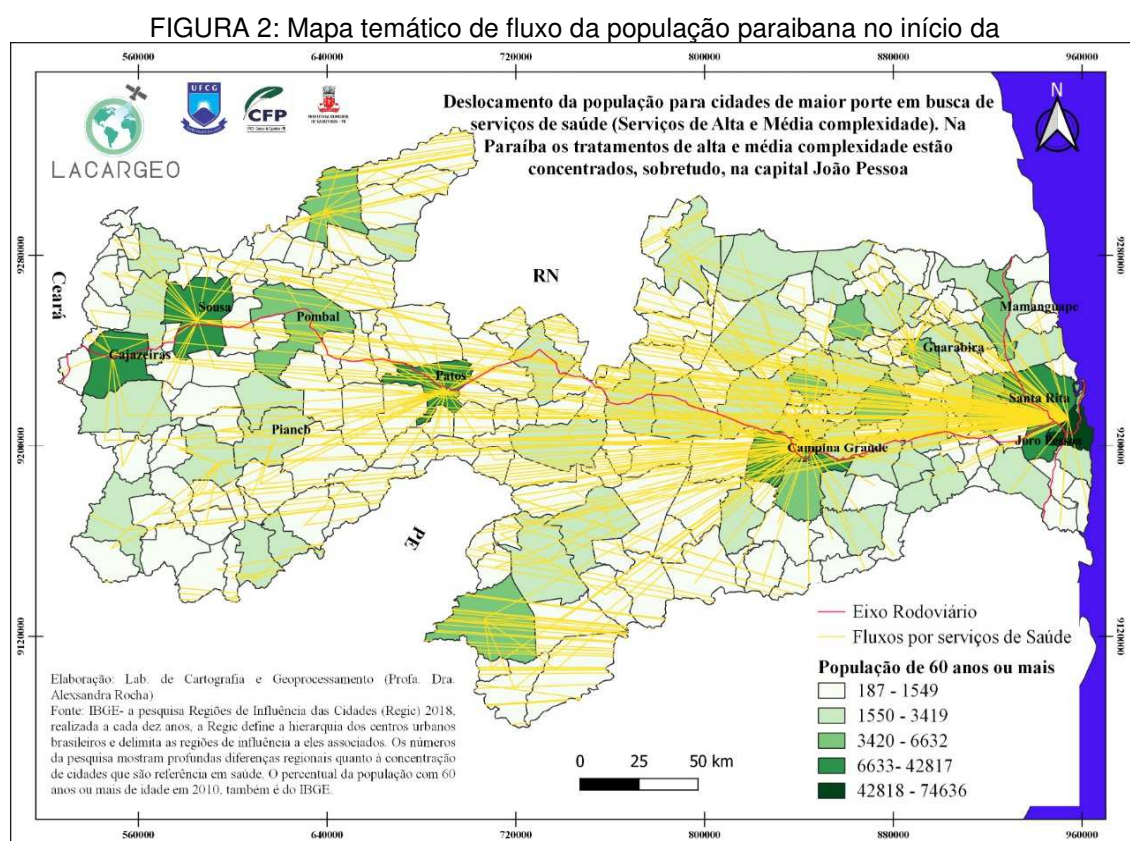 FIGURA 2: Mapa temático de fluxo da população paraibana no início da
560000
640000
720000
800000
880000
960000
LACARGEO
UFCG
CFP
Deslocamento da população para cidades de maior porte em busca de
serviços de saúde (Serviços de Alta e Média complexidade). Na
Paraíba os tratamentos de alta e média complexidade estão
concentrados, sobretudo, na capital João Pessoa
N
9280000
9280000
Ceará
RN
Sousa
Pombal
Mamanguape
Cajazeiras
Patos
Guarabira
Santa Rita
Piancó
Campina Grande
João Pessoa
9200000
9200000
PE
9120000
9120000
Eixo Rodoviário
Fluxos por serviços de Saúde
População de 60 anos ou mais
187 - 1549
1550 - 3419
3420 - 6632
6633- 42817
42818 - 74636
Elaboração: Lab. de Cartografia e Geoprocessamento (Profa. Dra.
Alexsandra Rocha)
Fonte: IBGE- a pesquisa Regiões de Influência das Cidades (Regic) 2018,
realizada a cada dez anos, a Regic define a hierarquia dos centros urbanos
brasileiros e delimita as regiões de influência a eles associados. Os números
da pesquisa mostram profundas diferenças regionais quanto à concentração
de cidades que são referência em saúde. O percentual da população com 60
anos ou mais de idade em 2010, também é do IBGE.
0 25 50 km
560000
640000
720000
800000
880000
960000